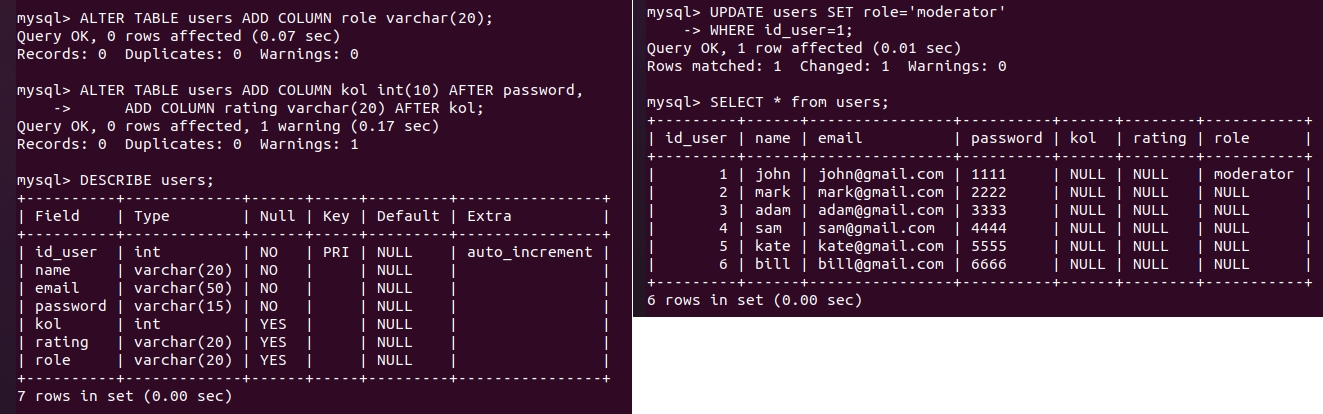 mysql> ALTER TABLE users ADD COLUMN role varchar(20);
Query OK, 0 rows affected (0.07 sec)
Records: 0  Duplicates: 0  Warnings: 0

mysql> ALTER TABLE users ADD COLUMN kol int(10) AFTER password,
    ->      ADD COLUMN rating varchar(20) AFTER kol;
Query OK, 0 rows affected, 1 warning (0.17 sec)
Records: 0  Duplicates: 0  Warnings: 1

mysql> DESCRIBE users;
+----------+-------------+------+-----+---------+----------------+
| Field    | Type        | Null | Key | Default | Extra          |
+----------+-------------+------+-----+---------+----------------+
| id_user  | int         | NO   | PRI | NULL    | auto_increment |
| name     | varchar(20) | NO   |     | NULL    |                |
| email    | varchar(50) | NO   |     | NULL    |                |
| password | varchar(15) | NO   |     | NULL    |                |
| kol      | int         | YES  |     | NULL    |                |
| rating   | varchar(20) | YES  |     | NULL    |                |
| role     | varchar(20) | YES  |     | NULL    |                |
+----------+-------------+------+-----+---------+----------------+
7 rows in set (0.00 sec)

mysql> UPDATE users SET role='moderator'
    -> WHERE id_user=1;
Query OK, 1 row affected (0.01 sec)
Rows matched: 1  Changed: 1  Warnings: 0

mysql> SELECT * from users;
+---------+------+----------------+----------+------+--------+-----------+
| id_user | name | email          | password | kol  | rating | role      |
+---------+------+----------------+----------+------+--------+-----------+
|       1 | john | john@gmail.com | 1111     | NULL | NULL   | moderator |
|       2 | mark | mark@gmail.com | 2222     | NULL | NULL   | NULL      |
|       3 | adam | adam@gmail.com | 3333     | NULL | NULL   | NULL      |
|       4 | sam  | sam@gmail.com  | 4444     | NULL | NULL   | NULL      |
|       5 | kate | kate@gmail.com | 5555     | NULL | NULL   | NULL      |
|       6 | bill | bill@gmail.com | 6666     | NULL | NULL   | NULL      |
+---------+------+----------------+----------+------+--------+-----------+
6 rows in set (0.00 sec)